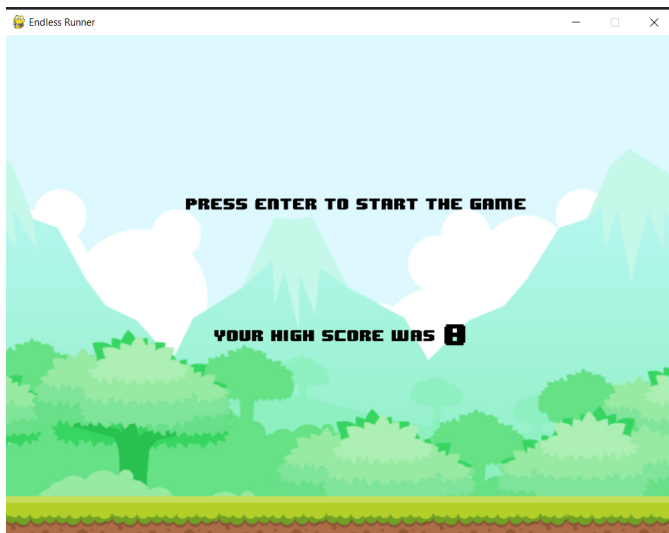 Endless Runner
PRESS ENTER TO START THE GAME
YOUR HIGH SCORE WAS 8